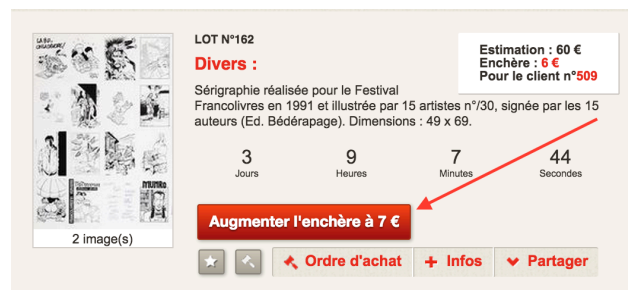 LOT N°162
Estimation : 60 €
Enchère : 6 €
Pour le client n°509
Divers :
Sérigraphie réalisée pour le Festival
Francolivres en 1991 et illustrée par 15 artistes n°/30, signée par les 15
auteurs (Ed. Bédérapage). Dimensions : 49 x 69.
3 9 7 44
Jours Heures Minutes Secondes
Augmenter l'enchère à 7 €
2 image(s)
Ordre d'achat + Infos Partager